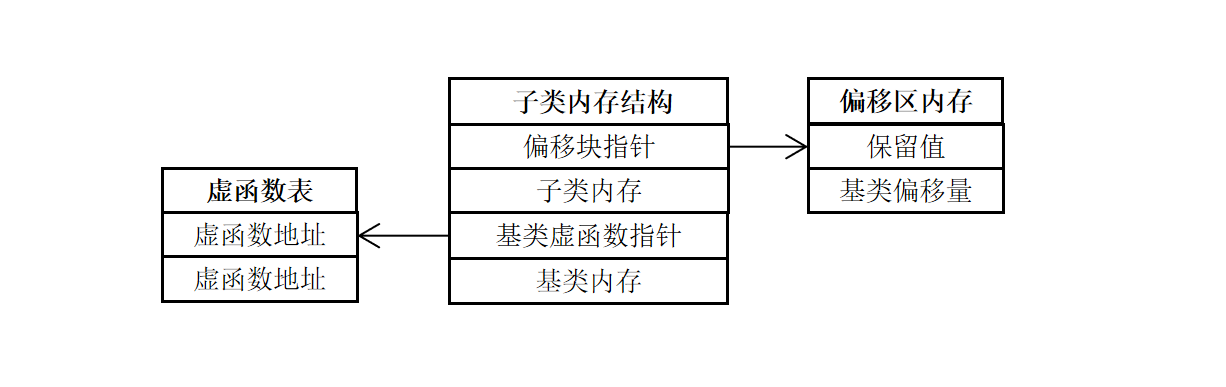 虚函数表
虚函数地址
虚函数地址
子类内存结构
偏移块指针
子类内存
基类虚函数指针
基类内存
偏移区内存
保留值
基类偏移量